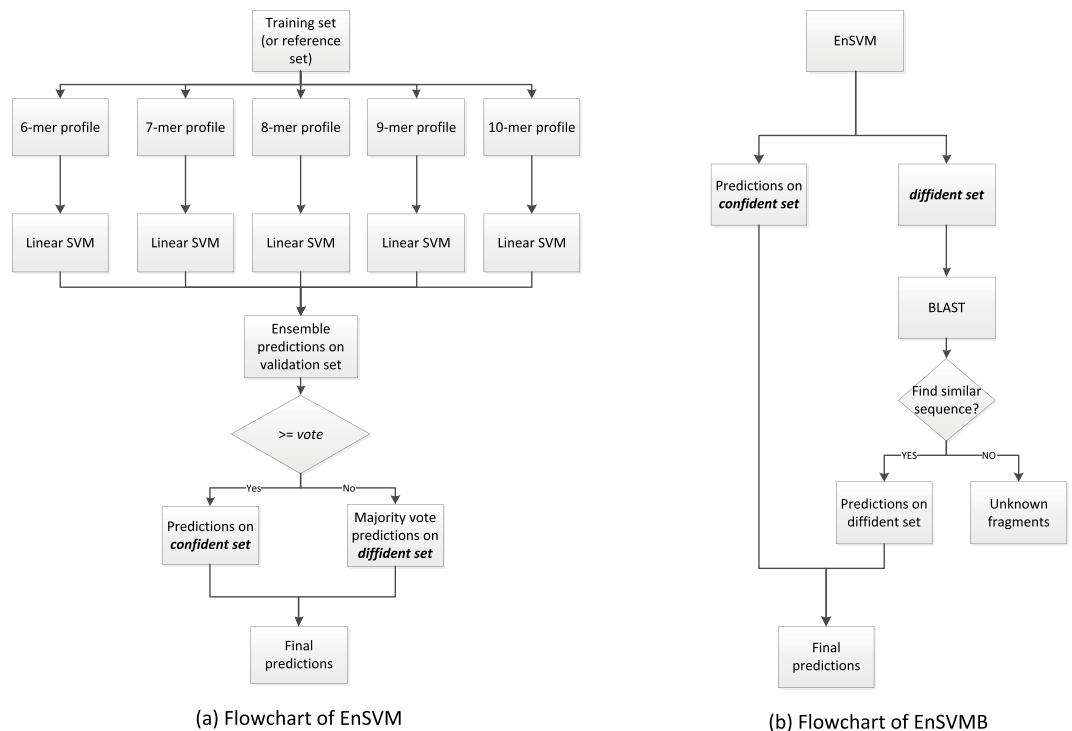 Training set
(or reference
set)
6-mer profile
7-mer profile
8-mer profile
9-mer profile
10-mer profile
Linear SVM
Linear SVM
Linear SVM
Linear SVM
Linear SVM
Ensemble
predictions on
validation set
>= vote
Yes
No
Predictions on
confident set
Majority vote
predictions on
diffident set
Final
predictions
(a) Flowchart of EnSVM
EnSVM
Predictions on
confident set
diffident set
BLAST
Find similar
sequence?
YES
NO
Predictions on
diffident set
Unknown
fragments
Final
predictions
(b) Flowchart of EnSVMB